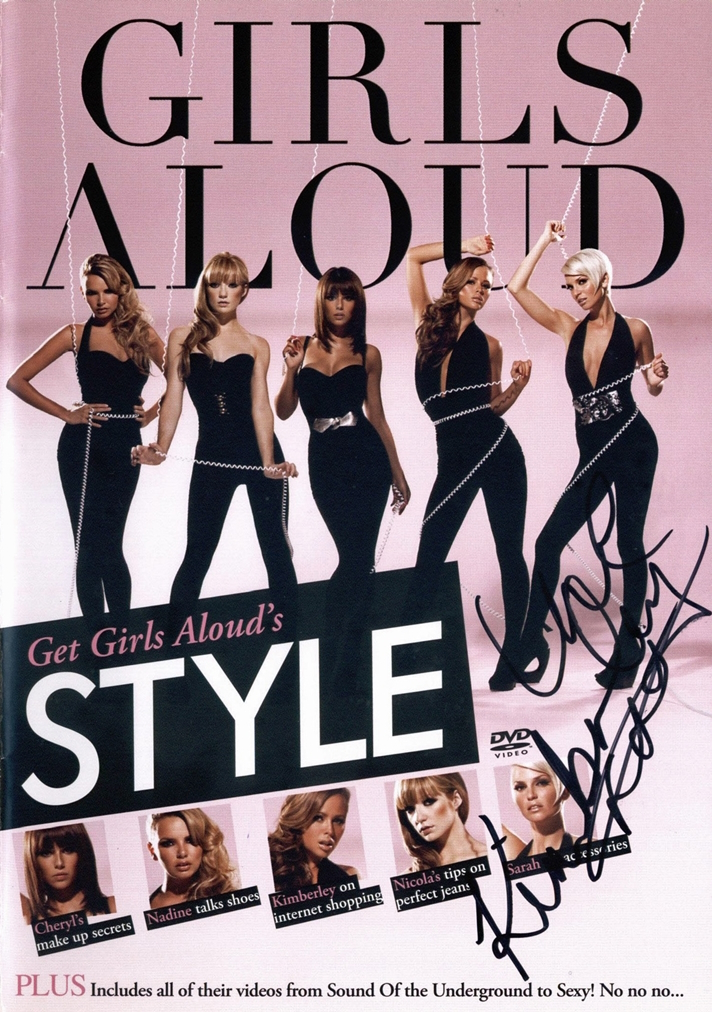 GIRLS
ALOUD
Get Girls Aloud's
STYLE
DVD
VIDEO
Cheryl's
make up secrets
Nadine talks shoes
Kimberley on
internet shopping
Nicola's tips on
perfect jeans
Sarah accessories
PLUS Includes all of their videos from Sound Of the Underground to Sexy! No no no...
Kimberley